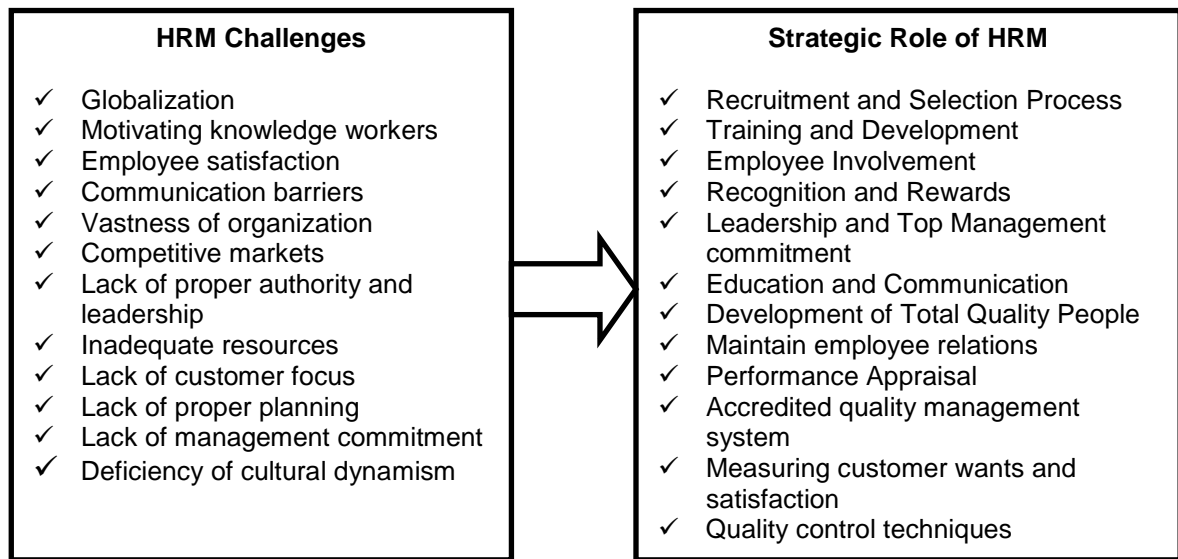 HRM Challenges
✓ Globalization
✓ Motivating knowledge workers
✓ Employee satisfaction
✓ Communication barriers
✓ Vastness of organization
✓ Competitive markets
✓ Lack of proper authority and
leadership
✓ Inadequate resources
✓ Lack of customer focus
✓ Lack of proper planning
✓ Lack of management commitment
✓ Deficiency of cultural dynamism
Strategic Role of HRM
✓ Recruitment and Selection Process
✓ Training and Development
✓ Employee Involvement
✓ Recognition and Rewards
✓ Leadership and Top Management
commitment
✓ Education and Communication
✓ Development of Total Quality People
✓ Maintain employee relations
✓ Performance Appraisal
✓ Accredited quality management
system
✓ Measuring customer wants and
satisfaction
✓ Quality control techniques